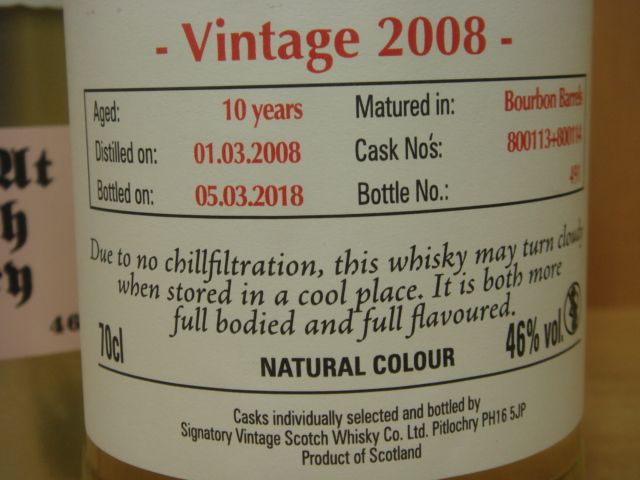 - Vintage 2008 -
Aged: 10 years Matured in: Bourbon Barrels
Distilled on: 01.03.2008 Cask No's: 800113+800114
Bottled on: 05.03.2018 Bottle No.: 491
Due to no chillfiltration, this whisky may turn cloudy
when stored in a cool place. It is both more
full bodied and full flavoured.
70cl NATURAL COLOUR 46% vol.
Casks individually selected and bottled by
Signatory Vintage Scotch Whisky Co. Ltd. Pitlochry PH16 5JP
Product of Scotland
46